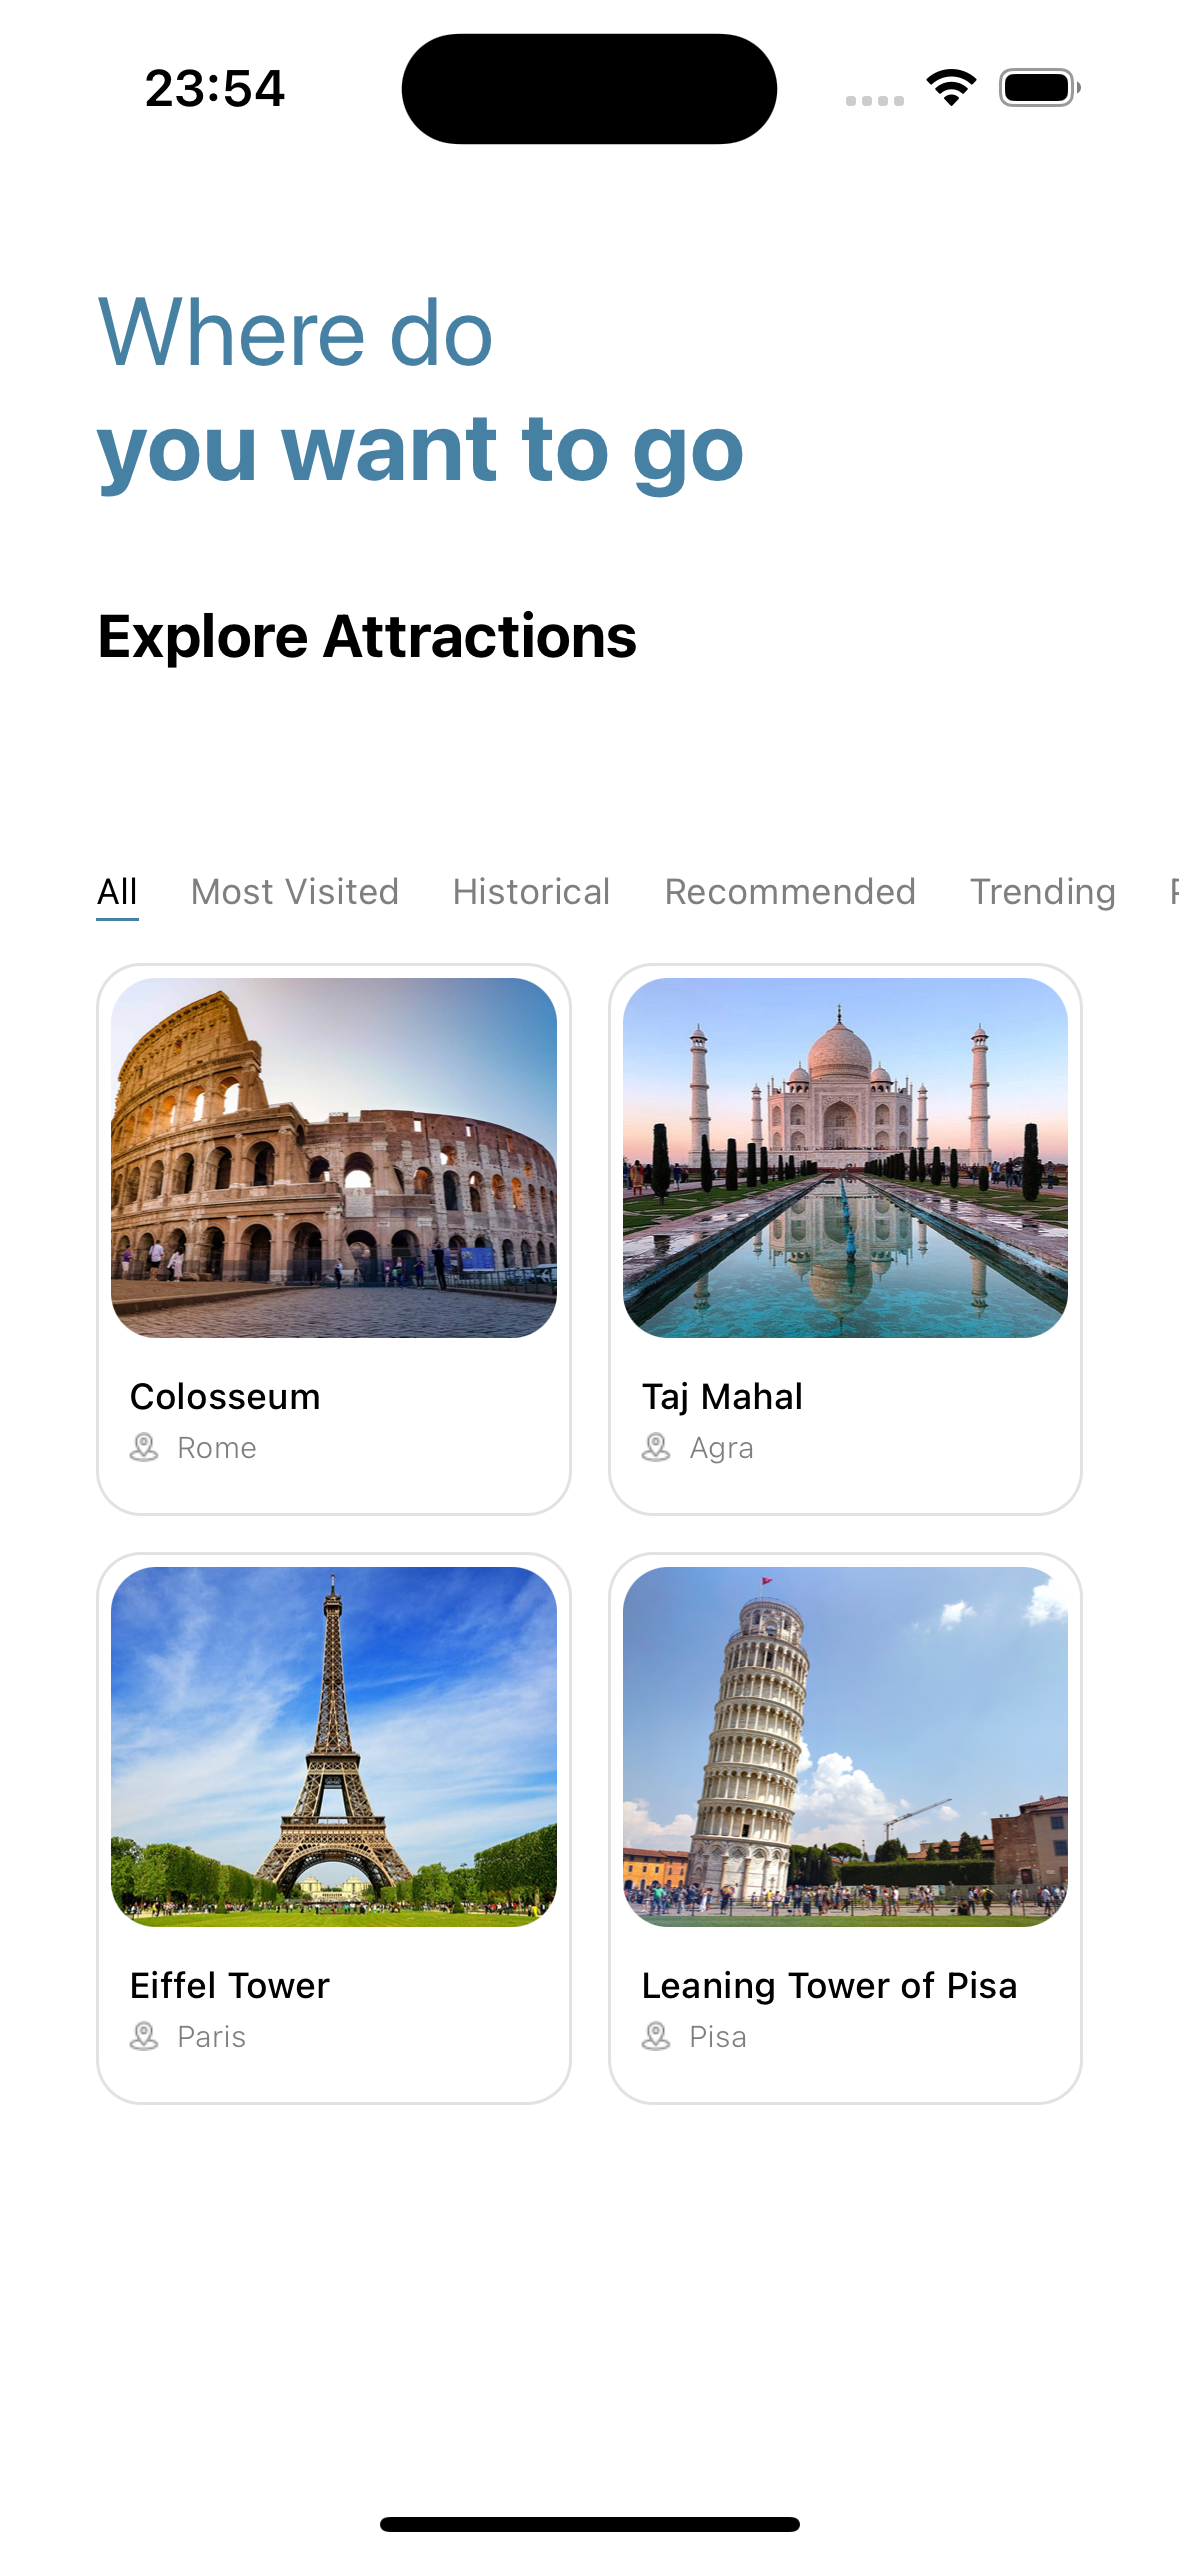 23:54
Where do
you want to go
Explore Attractions
All Most Visited Historical Recommended Trending
Colosseum
Rome
Taj Mahal
Agra
Eiffel Tower
Paris
Leaning Tower of Pisa
Pisa